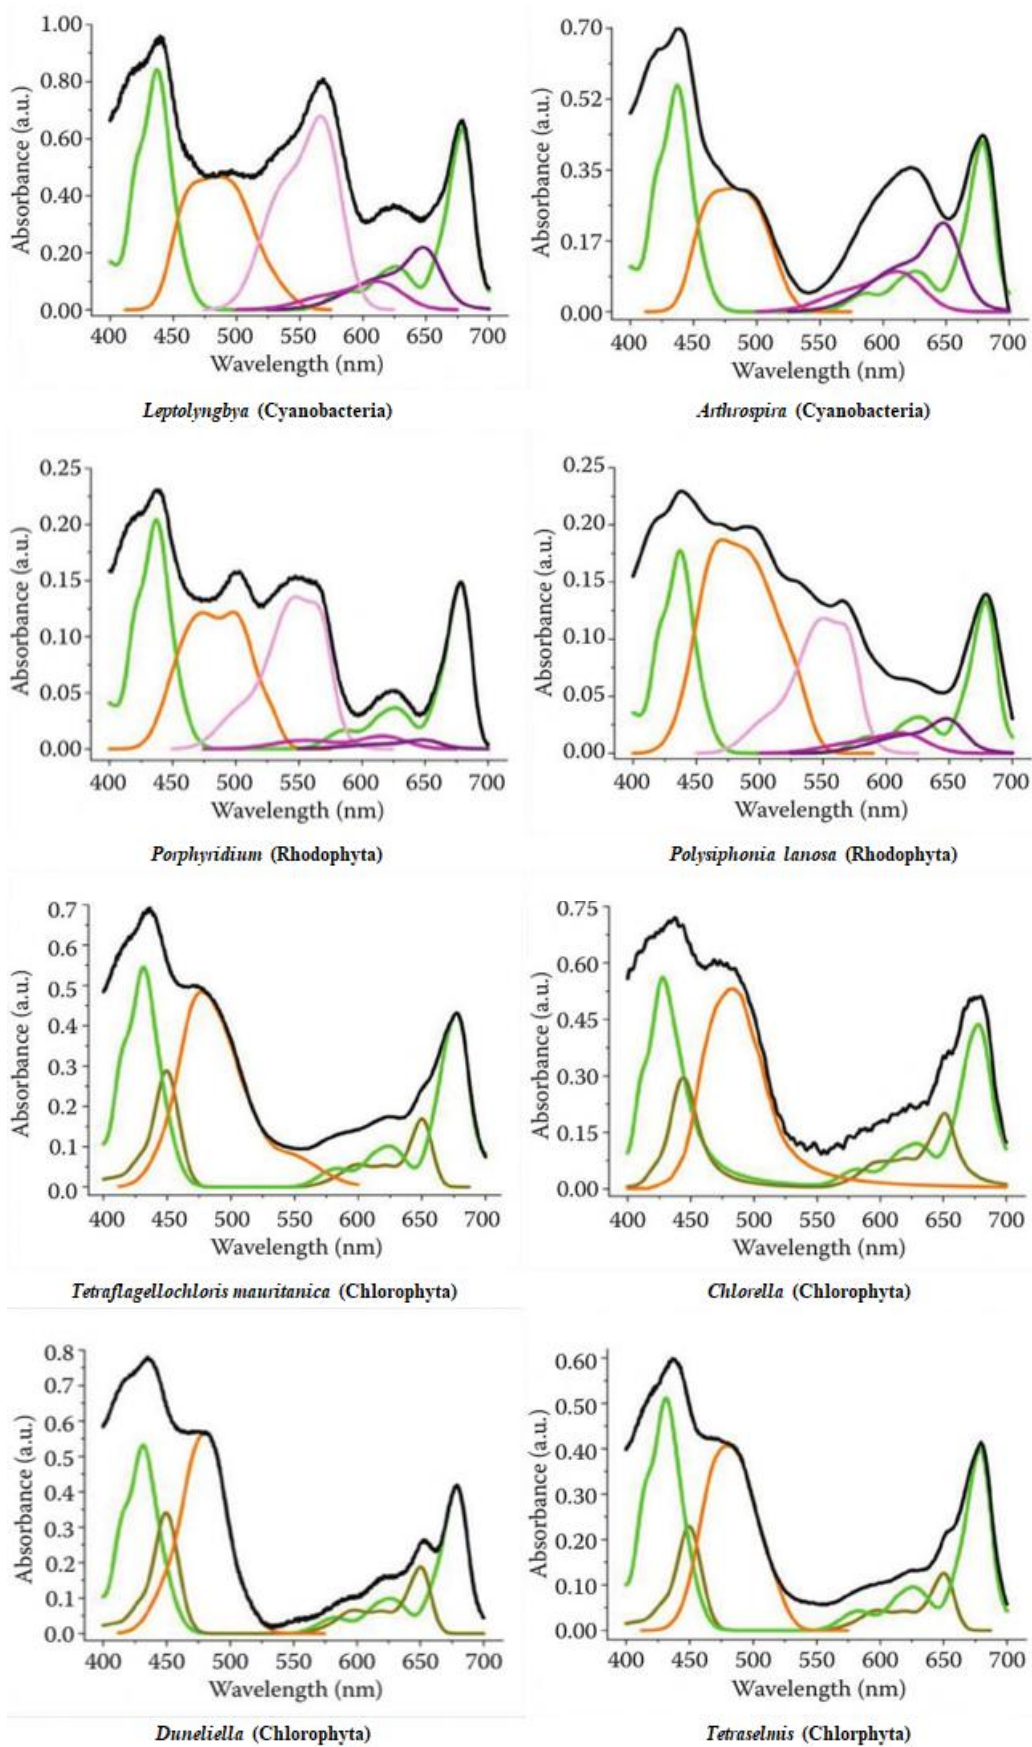 1.00
0.80
0.60
0.40
0.20
0.00
Absorbance (a.u.)
400 450 500 550 600 650 700
Wavelength (nm)
Leptolyngbya (Cyanobacteria)
0.70
0.52
0.35
0.17
0.00
Absorbance (a.u.)
400 450 500 550 600 650 700
Wavelength (nm)
Arthrospira (Cyanobacteria)
0.25
0.20
0.15
0.10
0.05
0.00
Absorbance (a.u.)
400 450 500 550 600 650 700
Wavelength (nm)
Porphyridium (Rhodophyta)
0.25
0.20
0.15
0.10
0.05
0.00
Absorbance (a.u.)
400 450 500 550 600 650 700
Wavelength (nm)
Polysiphonia lanosa (Rhodophyta)
0.7
0.6
0.5
0.4
0.3
0.2
0.1
0.0
Absorbance (a.u.)
400 450 500 550 600 650 700
Wavelength (nm)
Tetraflagellochloris mauritanica (Chlorophyta)
0.75
0.60
0.45
0.30
0.15
0.00
Absorbance (a.u.)
400 450 500 550 600 650 700
Wavelength (nm)
Chlorella (Chlorphyta)
0.8
0.7
0.6
0.5
0.4
0.3
0.2
0.1
0.0
Absorbance (a.u.)
400 450 500 550 600 650 700
Wavelength (nm)
Duneliella (Chlorophyta)
0.60
0.50
0.40
0.30
0.20
0.10
0.00
Absorbance (a.u.)
400 450 500 550 600 650 700
Wavelength (nm)
Tetraselmis (Chlorphyta)